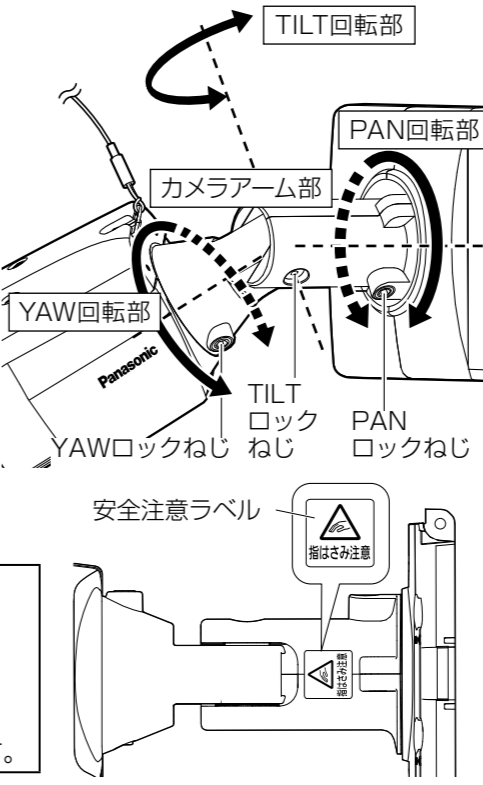 TILT回転部
PAN回転部
カメラアーム部
YAW回転部
Panasonic
TILT
ロック
ねじ
PAN
ロックねじ
YAWロックねじ
安全注意ラベル
指はさみ注意
指はさみ注意
。